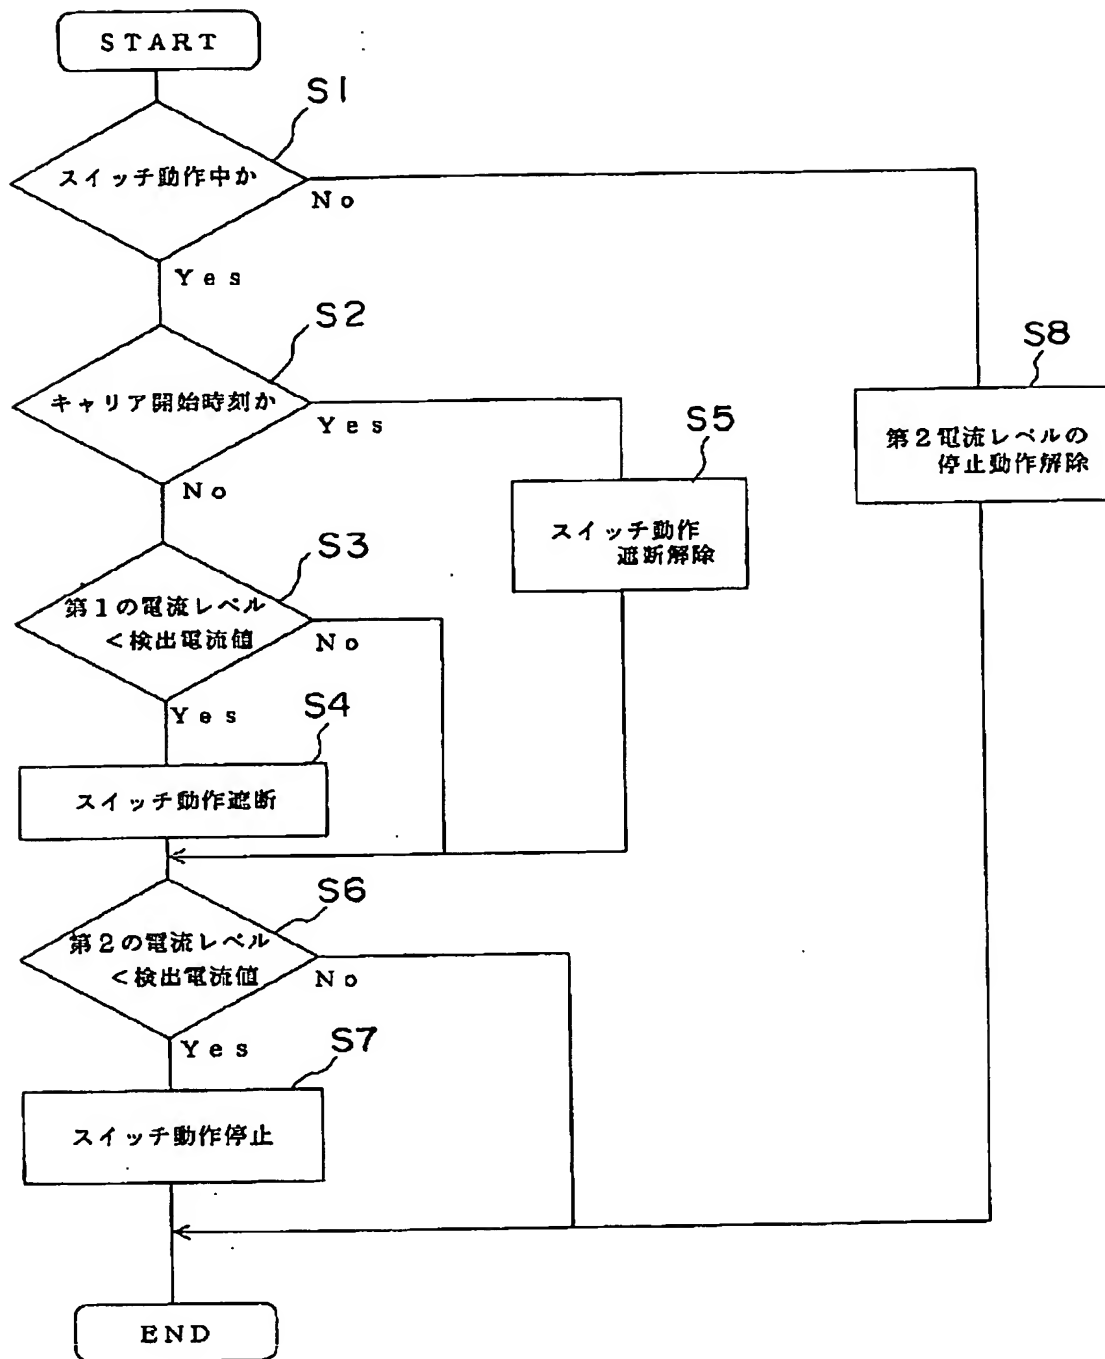 START
S1
スイッチ動作中か
No
Yes
S2
キャリア開始時刻か
Yes
No
S5
スイッチ動作
遮断解除
S8
第2電流レベルの
停止動作解除
S3
第1の電流レベル
<検出電流値
No
Yes
S4
スイッチ動作遮断
S6
第2の電流レベル
<検出電流値
No
Yes
S7
スイッチ動作停止
END